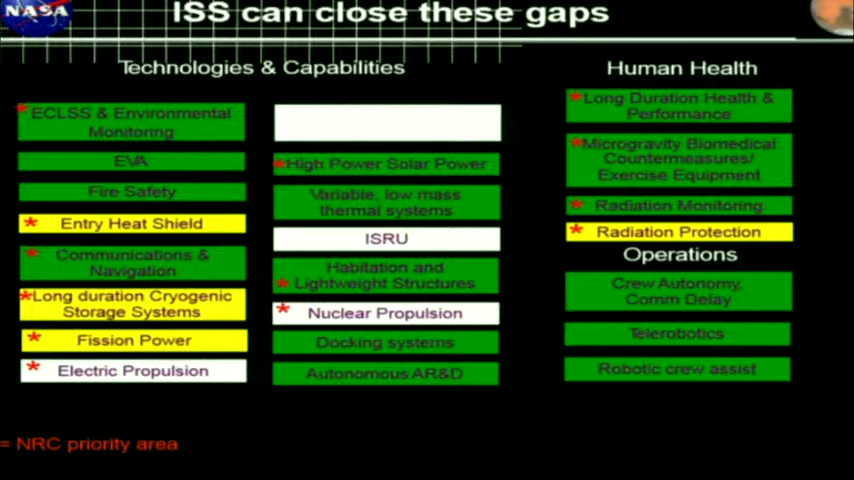 NASA
ISS can close these gaps
Technologies & Capabilities
* ECLSS & Environmental
Monitoring
EVA
Fire Safety
* Entry Heat Shield
* Communications &
Navigation
* Long duration Cryogenic
Storage Systems
* Fission Power
* Electric Propulsion
* High Power Solar Power
Variable, low mass
thermal systems
ISRU
Habitation and
* Lightweight Structures
* Nuclear Propulsion
Docking systems
Autonomous AR&D
Human Health
* Long Duration Health &
Performance
* Microgravity Biomedical
Countermeasures/
Exercise Equipment
* Radiation Monitoring
* Radiation Protection
Operations
Crew Autonomy,
Comm Delay
Telerobotics
Robotic crew assist
= NRC priority area